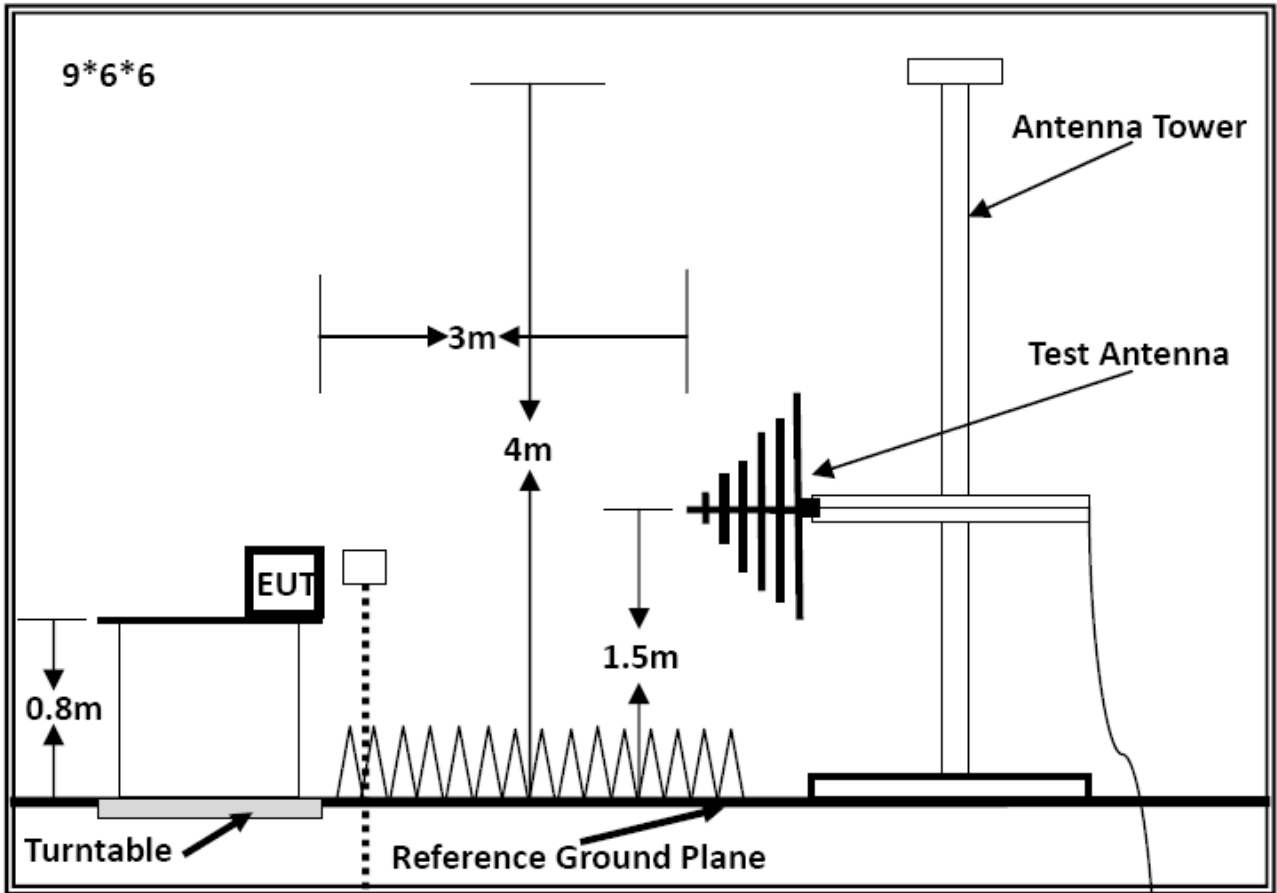 9*6*6
Antenna Tower
3m
Test Antenna
4m
EUT
1.5m
0.8m
Turntable
Reference Ground Plane